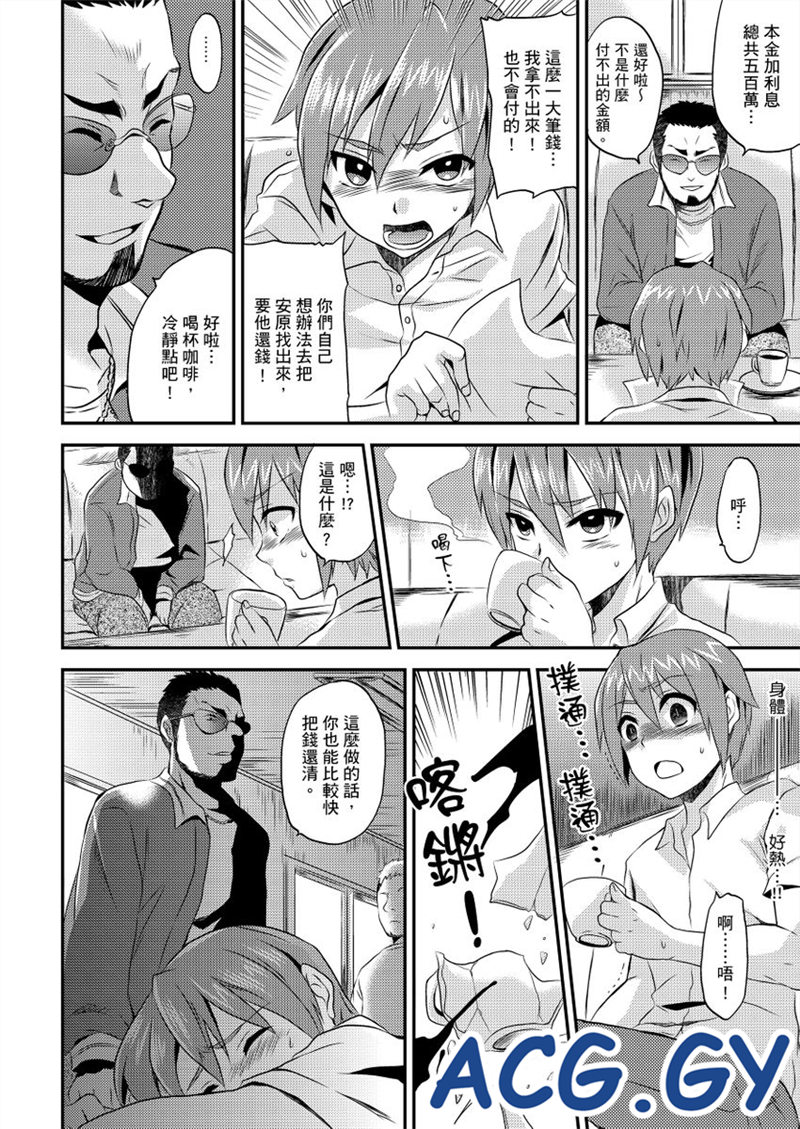 本金加利息
總共五百萬…
還好啦~
不是什麼
付不出的金額。
這麼一大筆錢…
我拿不出來！
也不會付的！
你們自己
想辦法去把
安原找出來，
要他還錢！
……
好啦…
喝杯咖啡，
冷靜點吧！
呼…
喝下…
嗯…!?
這是什麼？
身體……好熱…!!
撲通…撲通…
啊……唔！
喀鏘！
這麼做的話，
你也能比較快
把錢還清。
ACG.GY